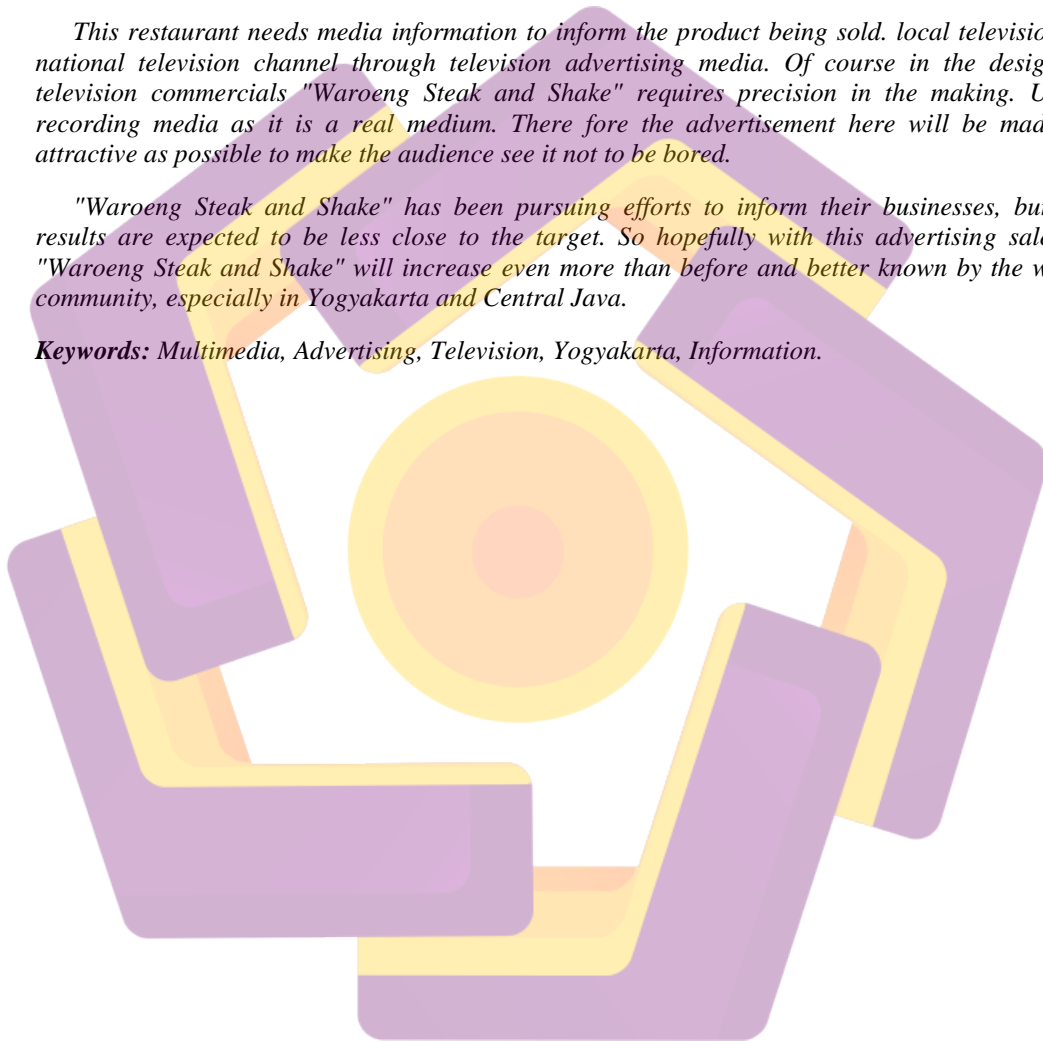 This restaurant needs media information to inform the product being sold. local televisio
national television channel through television advertising media. Of course in the desig
television commercials "Waroeng Steak and Shake" requires precision in the making. U
recording media as it is a real medium. There fore the advertisement here will be mad
attractive as possible to make the audience see it not to be bored.
"Waroeng Steak and Shake" has been pursuing efforts to inform their businesses, but
results are expected to be less close to the target. So hopefully with this advertising sale
"Waroeng Steak and Shake" will increase even more than before and better known by the w
community, especially in Yogyakarta and Central Java.
Keywords: Multimedia, Advertising, Television, Yogyakarta, Information.